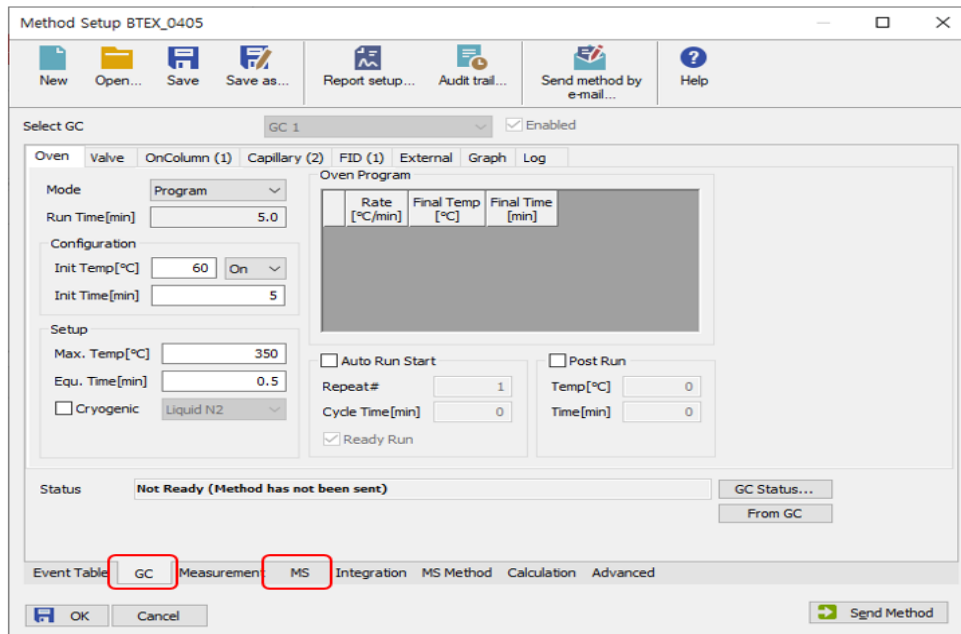 Method Setup BTEX_0405
New Open... Save Save as... Report setup... Audit trail... Send method by e-mail... Help
Select GC GC 1 Enabled
Oven Valve OnColumn (1) Capillary (2) FID (1) External Graph Log
Mode Program
Run Time[min] 5.0
Configuration
Init Temp[°C] 60 On
Init Time[min] 5
Setup
Max. Temp[°C] 350
Equ. Time[min] 0.5
Cryogenic Liquid N2
Oven Program
Rate [°C/min] Final Temp [°C] Final Time [min]
Auto Run Start
Repeat# 1
Cycle Time[min] 0
Ready Run
Post Run
Temp[°C] 0
Time[min] 0
Status Not Ready (Method has not been sent) GC Status...
From GC
Event Table GC Measurement MS Integration MS Method Calculation Advanced
OK Cancel Send Method